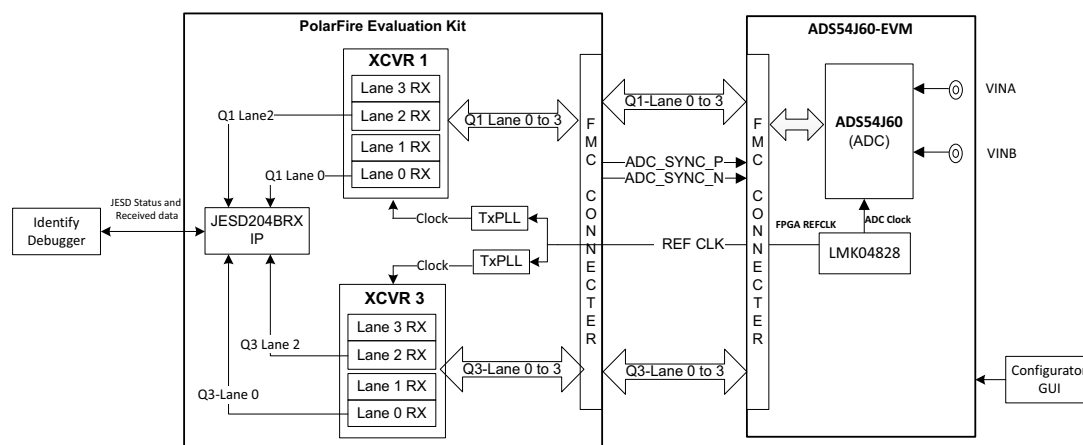 PolarFire Evaluation Kit
ADS54J60-EVM
XCVR 1
Lane 3 RX
Lane 2 RX
Lane 1 RX
Lane 0 RX
Q1 Lane2
Q1 Lane 0
Q1 Lane 0 to 3
Q1-Lane 0 to 3
FMC CONNECTER
FMC CONNECTER
ADS54J60
(ADC)
VINA
VINB
ADC_SYNC_P
ADC_SYNC_N
JESD Status and
Received data
Identify
Debugger
JESD204BRX
IP
Clock
TxPLL
Clock
TxPLL
REF CLK
FPGA REFCLK
ADC Clock
LMK04828
XCVR 3
Lane 3 RX
Lane 2 RX
Lane 1 RX
Lane 0 RX
Q3 Lane 2
Q3-Lane 0
Q3-Lane 0 to 3
Q3-Lane 0 to 3
Configurator
GUI